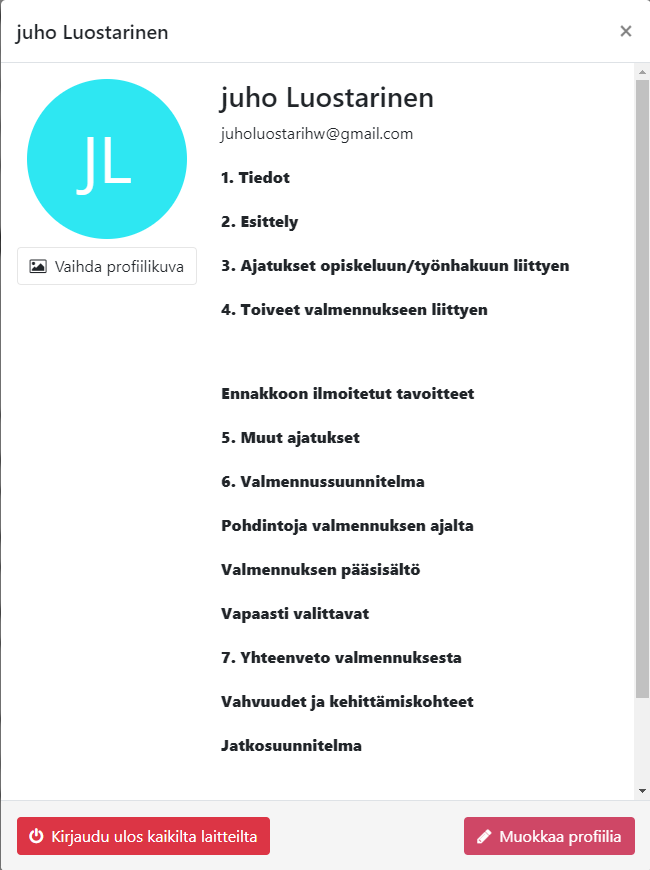 juho Luostarinen
×
JL
Vaihda profiilikuva
juho Luostarinen
juholuostarihw@gmail.com
1. Tiedot
2. Esittely
3. Ajatukset opiskeluun/työnhakuun liittyen
4. Toiveet valmennukseen liittyen
Ennakkoon ilmoitetut tavoitteet
5. Muut ajatukset
6. Valmennussuunnitelma
Pohdintoja valmennuksen ajalta
Valmennuksen pääsisältö
Vapaasti valittavat
7. Yhteenveto valmennuksesta
Vahvuudet ja kehittämiskohteet
Jatkosuunnitelma
Kirjaudu ulos kaikilta laitteilta
Muokkaa profiilia